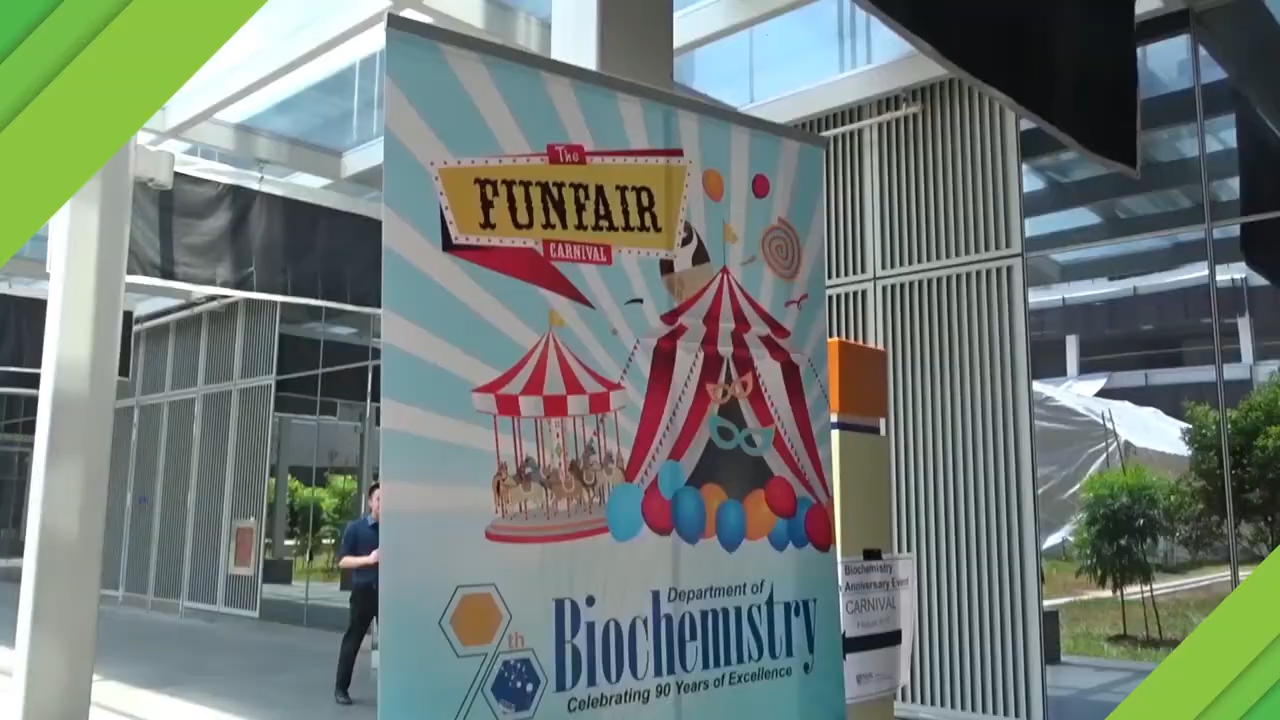 The
FUNFAIR
CARNIVAL
Department of
90th
Biochemistry
Celebrating 90 Years of Excellence
Biochemistry
Anniversary Event
CARNIVAL